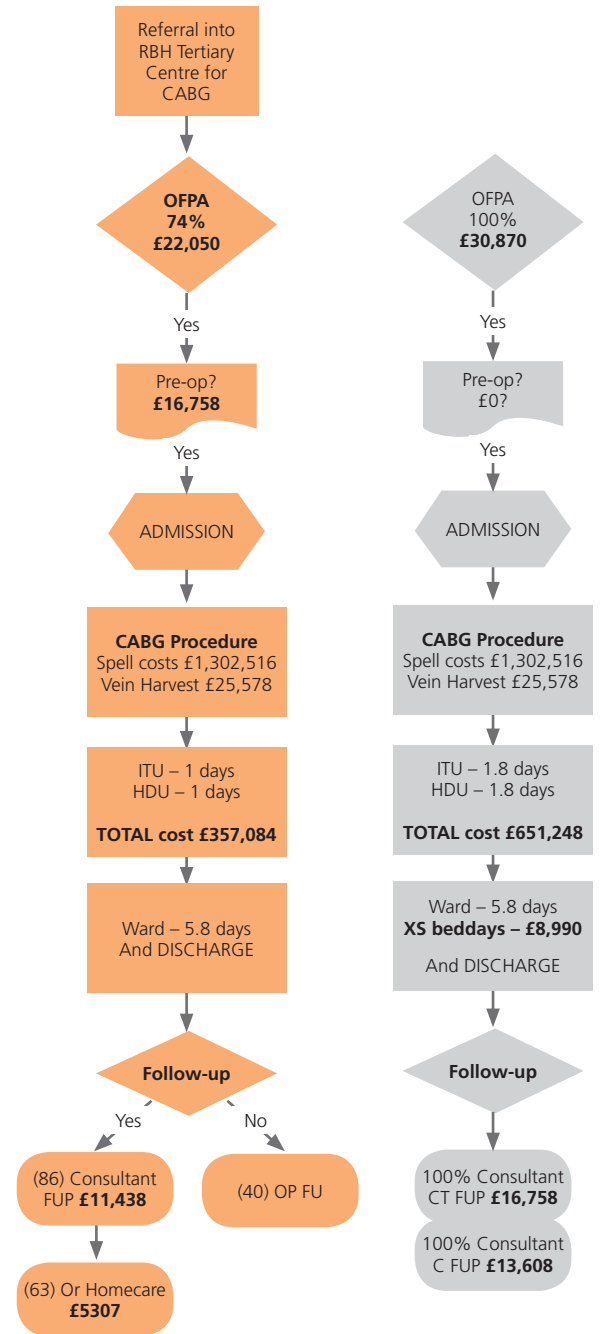 Referral into
RBH Tertiary
Centre for
CABG
OFPA
74%
£22,050
Yes
Pre-op?
£16,758
Yes
ADMISSION
CABG Procedure
Spell costs £1,302,516
Vein Harvest £25,578
ITU – 1 days
HDU – 1 days
TOTAL cost £357,084
Ward – 5.8 days
And DISCHARGE
Follow-up
Yes
No
(86) Consultant
FUP £11,438
(40) OP FU
(63) Or Homecare
£5307
OFPA
100%
£30,870
Yes
Pre-op?
£0?
Yes
ADMISSION
CABG Procedure
Spell costs £1,302,516
Vein Harvest £25,578
ITU – 1.8 days
HDU – 1.8 days
TOTAL cost £651,248
Ward – 5.8 days
XS beddays – £8,990
And DISCHARGE
Follow-up
100% Consultant
CT FUP £16,758
100% Consultant
C FUP £13,608